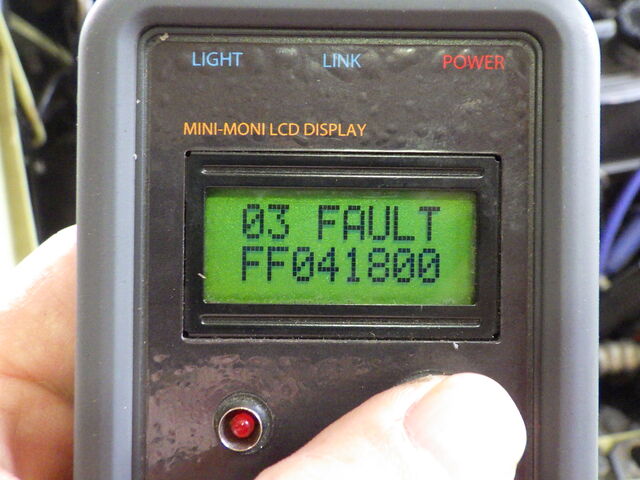 LIGHT LINK POWER
MINI-MONI LCD DISPLAY
03 FAULT
FF041800